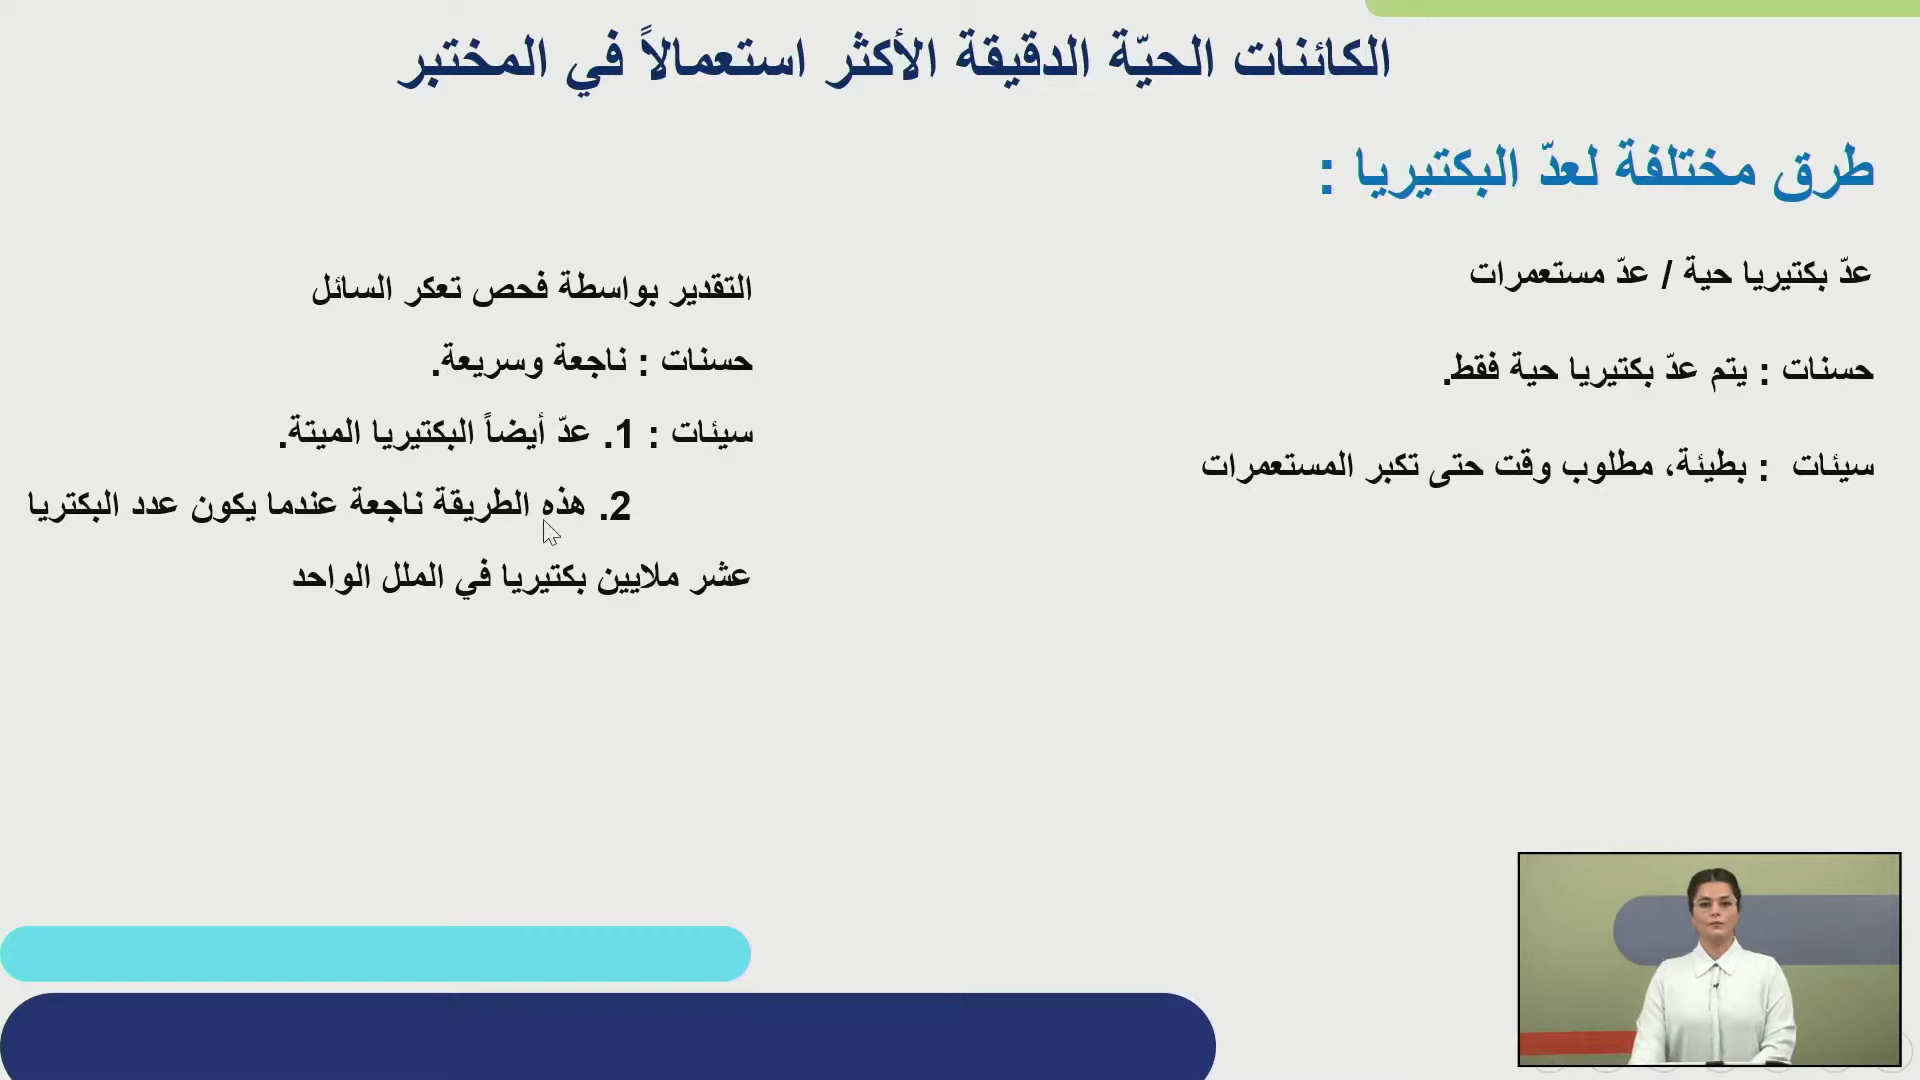 الكائنات الحيّة الدقيقة الأكثر استعمالاً في المختبر
طرق مختلفة لعدّ البكتيريا :
عدّ بكتيريا حية / عدّ مستعمرات
حسنات : يتم عدّ بكتيريا حية فقط.
سيئات : بطيئة، مطلوب وقت حتى تكبر المستعمرات
التقدير بواسطة فحص تعكر السائل
حسنات : ناجعة وسريعة.
سيئات : 1. عدّ أيضاً البكتيريا الميتة.
2. هذه الطريقة ناجعة عندما يكون عدد البكتريا
عشر ملايين بكتيريا في الملل الواحد